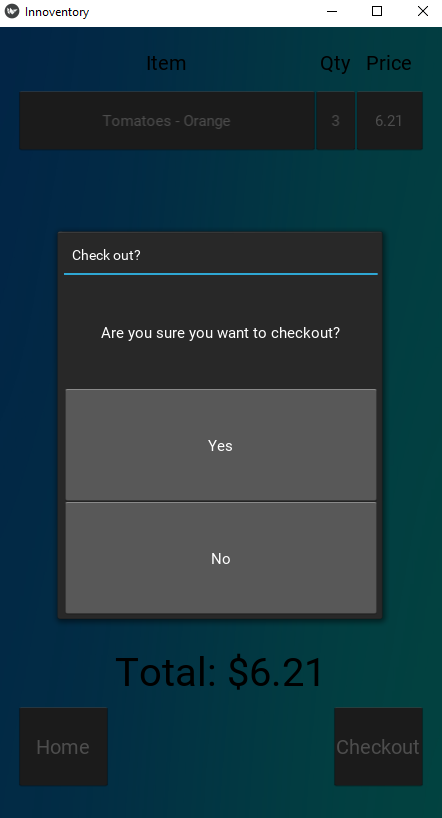 Innoventory
Item Qty Price
Tomatoes - Orange 3 6.21
Check out?
Are you sure you want to checkout?
Yes
No
Total: $6.21
Home Checkout